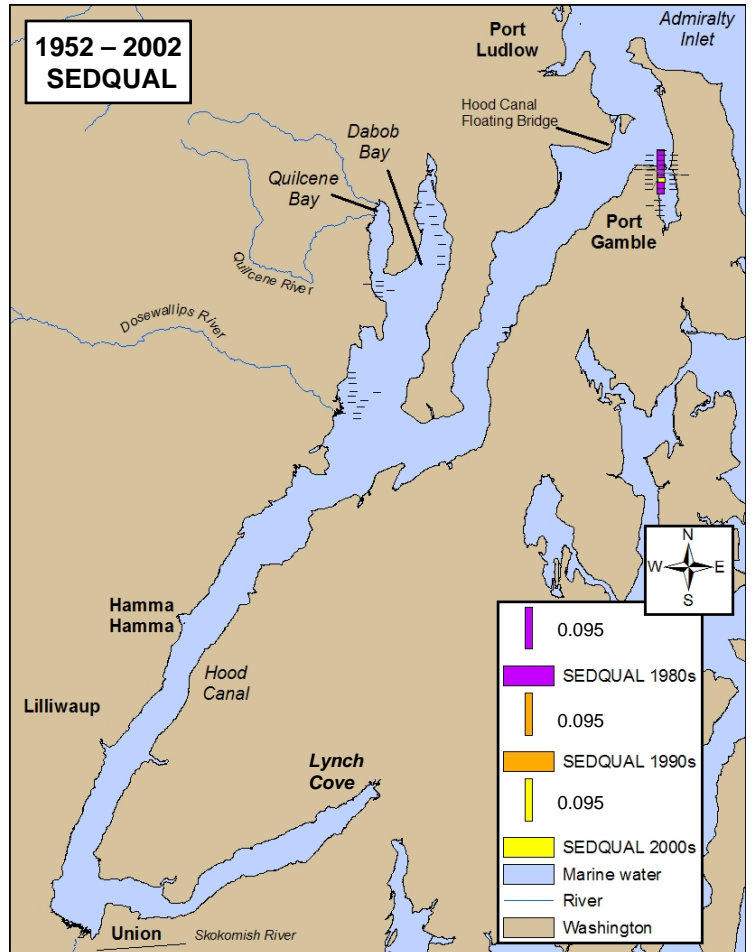 1952 – 2002
SEDQUAL
Port
Ludlow
Admiralty
Inlet
Hood Canal
Floating Bridge
Dabob
Bay
Quilcene
Bay
Port
Gamble
Quilcene River
Dosewallips River
N
W E
S
Hamma
Hamma
Hood
Canal
Lilliwaup
Lynch
Cove
Union
Skokomish River
0.095
SEDQUAL 1980s
0.095
SEDQUAL 1990s
0.095
SEDQUAL 2000s
Marine water
River
Washington